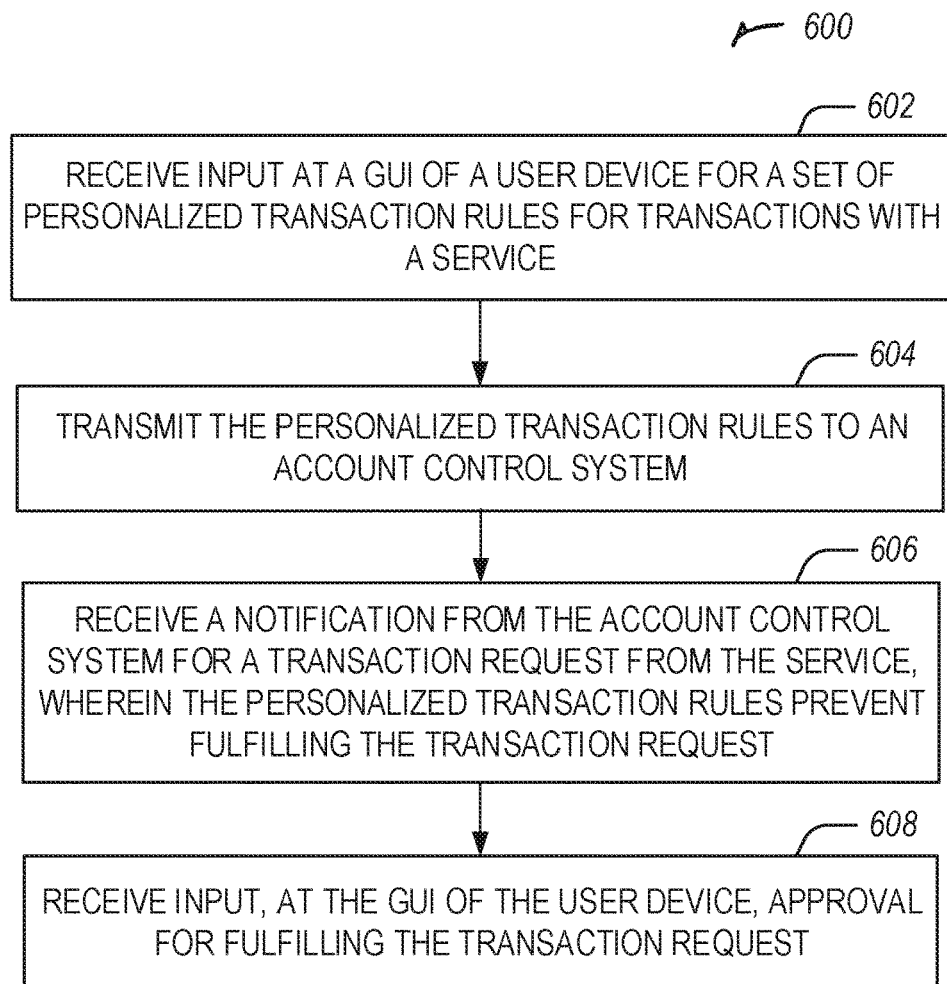 600
602
RECEIVE INPUT AT A GUI OF A USER DEVICE FOR A SET OF
PERSONALIZED TRANSACTION RULES FOR TRANSACTIONS WITH
A SERVICE
604
TRANSMIT THE PERSONALIZED TRANSACTION RULES TO AN
ACCOUNT CONTROL SYSTEM
606
RECEIVE A NOTIFICATION FROM THE ACCOUNT CONTROL
SYSTEM FOR A TRANSACTION REQUEST FROM THE SERVICE,
WHEREIN THE PERSONALIZED TRANSACTION RULES PREVENT
FULFILLING THE TRANSACTION REQUEST
608
RECEIVE INPUT, AT THE GUI OF THE USER DEVICE, APPROVAL
FOR FULFILLING THE TRANSACTION REQUEST